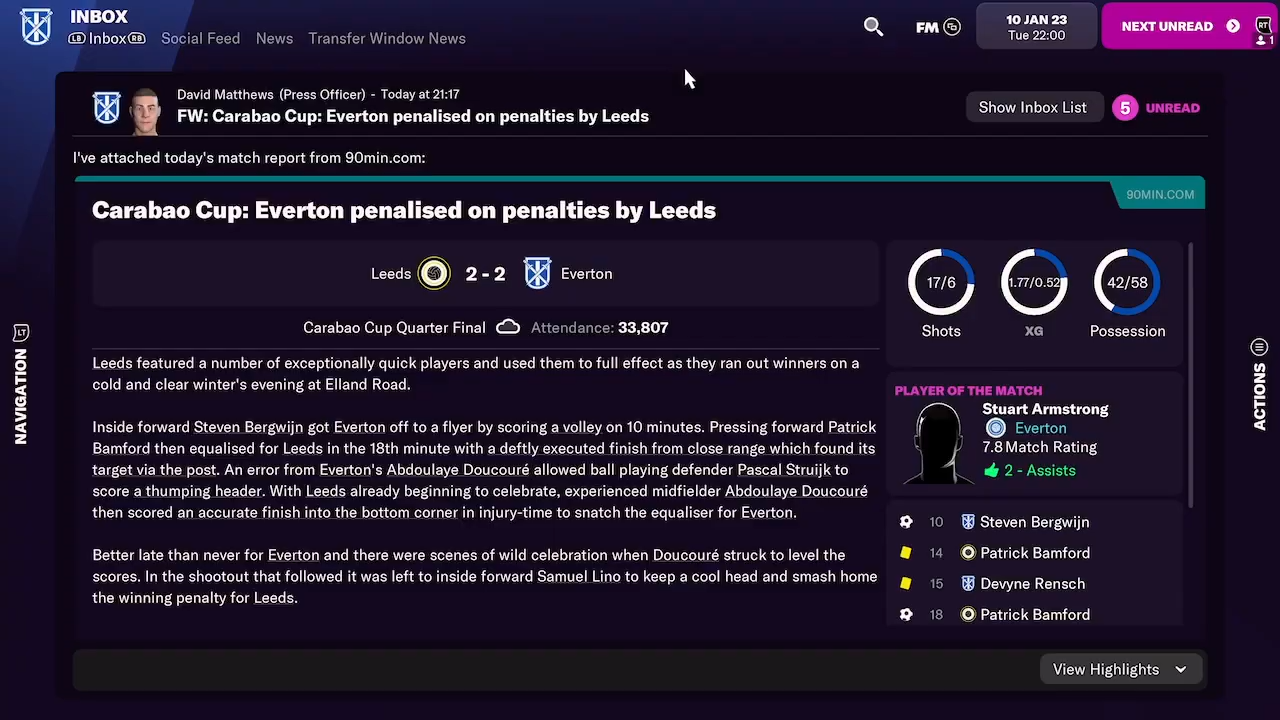 INBOX
LB Inbox RB Social Feed News Transfer Window News
FM
10 JAN 23
Tue 22:00
NEXT UNREAD
RT
1
David Matthews (Press Officer) - Today at 21:17
FW: Carabao Cup: Everton penalised on penalties by Leeds
Show Inbox List
5 UNREAD
I've attached today's match report from 90min.com:
90MIN.COM
Carabao Cup: Everton penalised on penalties by Leeds
Leeds 2 - 2 Everton
Carabao Cup Quarter Final Attendance: 33,807
Leeds featured a number of exceptionally quick players and used them to full effect as they ran out winners on a
cold and clear winter's evening at Elland Road.
Inside forward Steven Bergwijn got Everton off to a flyer by scoring a volley on 10 minutes. Pressing forward Patrick
Bamford then equalised for Leeds in the 18th minute with a deftly executed finish from close range which found its
target via the post. An error from Everton's Abdoulaye Doucouré allowed ball playing defender Pascal Struijk to
score a thumping header. With Leeds already beginning to celebrate, experienced midfielder Abdoulaye Doucouré
then scored an accurate finish into the bottom corner in injury-time to snatch the equaliser for Everton.
Better late than never for Everton and there were scenes of wild celebration when Doucouré struck to level the
scores. In the shootout that followed it was left to inside forward Samuel Lino to keep a cool head and smash home
the winning penalty for Leeds.
17/6 1.77/0.52 42/58
Shots XG Possession
PLAYER OF THE MATCH
Stuart Armstrong
Everton
7.8 Match Rating
2 - Assists
10 Steven Bergwijn
14 Patrick Bamford
15 Devyne Rensch
18 Patrick Bamford
View Highlights
LT
NAVIGATION
ACTIONS